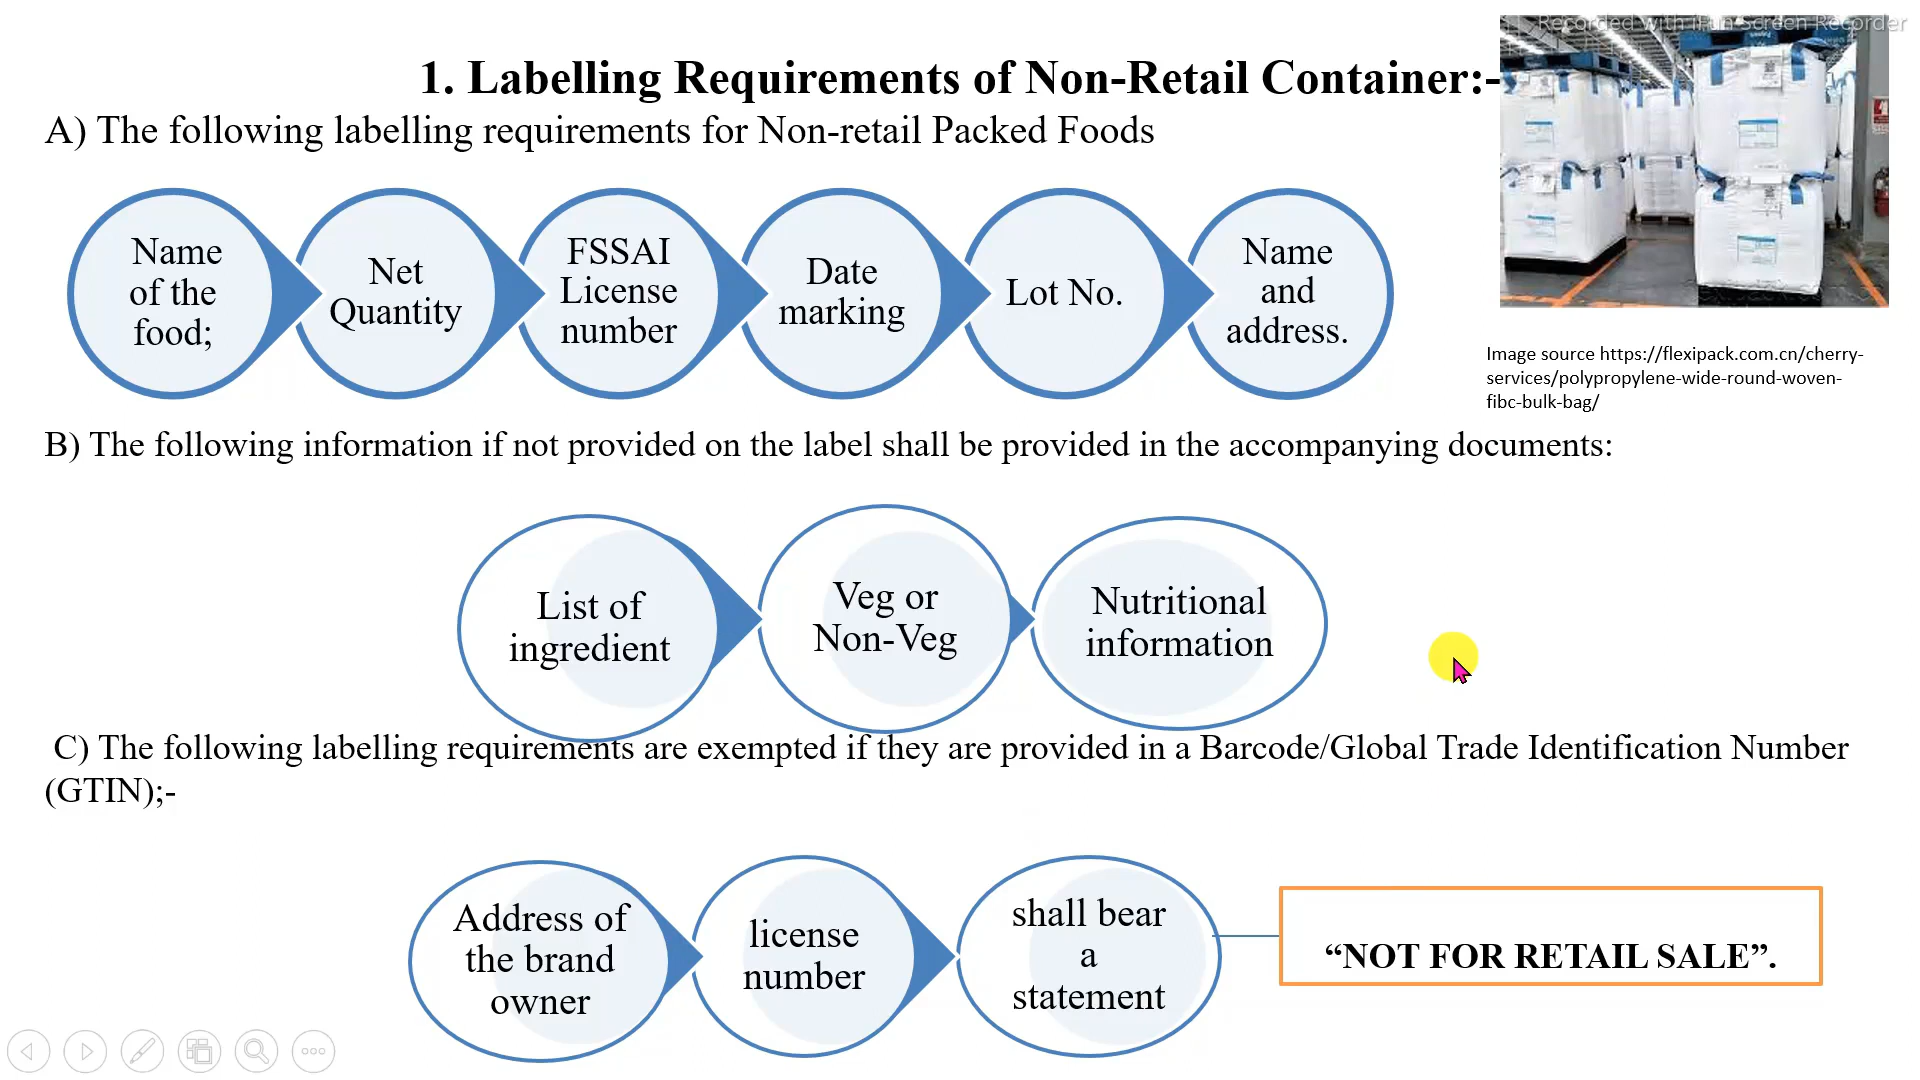 Recorded with iFun Screen Recorder
1. Labelling Requirements of Non-Retail Container:-
A) The following labelling requirements for Non-retail Packed Foods
Name
of the
food;
Net
Quantity
FSSAI
License
number
Date
marking
Lot No.
Name
and
address.
Image source https://flexipack.com.cn/cherry-
services/polypropylene-wide-round-woven-
fibc-bulk-bag/
B) The following information if not provided on the label shall be provided in the accompanying documents:
List of
ingredient
Veg or
Non-Veg
Nutritional
information
C) The following labelling requirements are exempted if they are provided in a Barcode/Global Trade Identification Number
(GTIN);-
Address of
the brand
owner
license
number
shall bear
a
statement
“NOT FOR RETAIL SALE”.